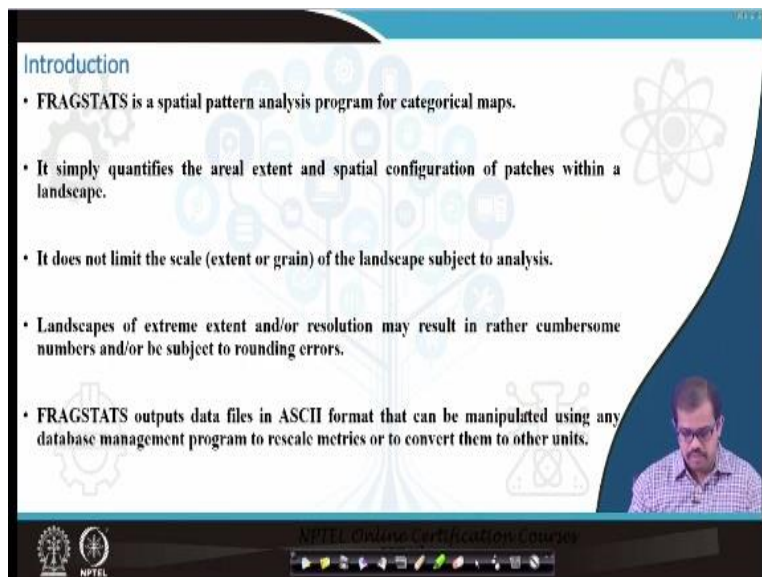 Introduction
• FRAGSTATS is a spatial pattern analysis program for categorical maps.
• It simply quantifies the areal extent and spatial configuration of patches within a
landscape.
• It does not limit the scale (extent or grain) of the landscape subject to analysis.
• Landscapes of extreme extent and/or resolution may result in rather cumbersome
numbers and/or be subject to rounding errors.
• FRAGSTATS outputs data files in ASCII format that can be manipulated using any
database management program to rescale metrics or to convert them to other units.
NPTEL Online Certification Courses
NPTEL